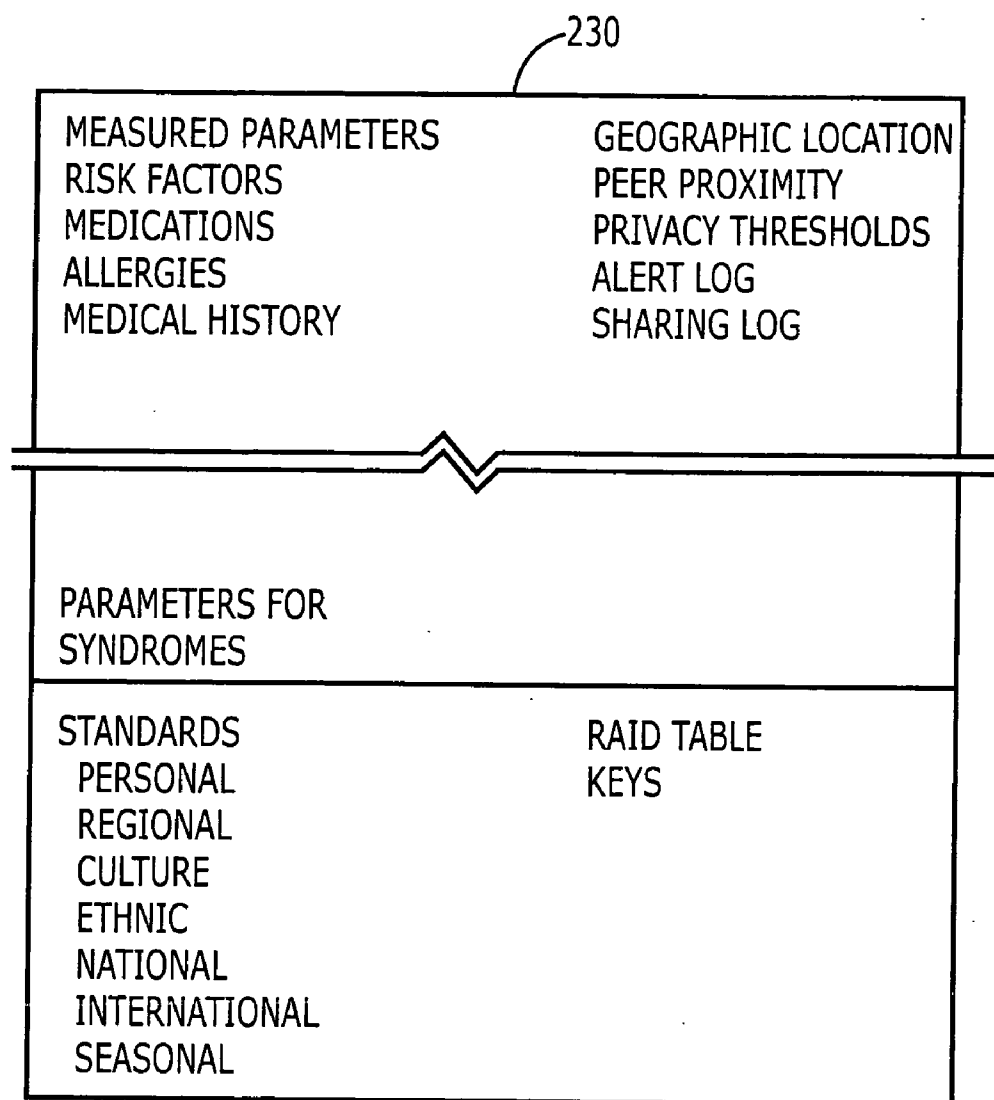 230
MEASURED PARAMETERS
RISK FACTORS
MEDICATIONS
ALLERGIES
MEDICAL HISTORY
GEOGRAPHIC LOCATION
PEER PROXIMITY
PRIVACY THRESHOLDS
ALERT LOG
SHARING LOG
PARAMETERS FOR
SYNDROMES
STANDARDS
PERSONAL
REGIONAL
CULTURE
ETHNIC
NATIONAL
INTERNATIONAL
SEASONAL
RAID TABLE
KEYS